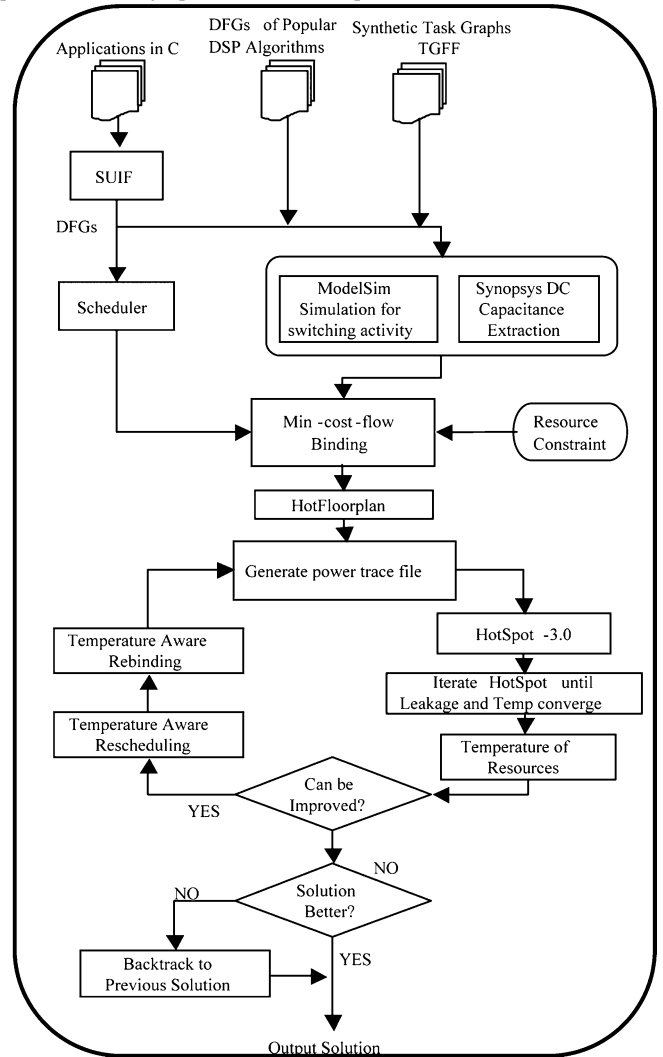 Applications in C
DFGs of Popular
DSP Algorithms
Synthetic Task Graphs
TGFF
SUIF
DFGs
Scheduler
ModelSim
Simulation for
switching activity
Synopsys DC
Capacitance
Extraction
Min -cost -flow
Binding
Resource
Constraint
HotFloorplan
Generate power trace file
HotSpot -3.0
Temperature Aware
Rebinding
Iterate HotSpot until
Leakage and Temp converge
Temperature Aware
Rescheduling
Temperature of
Resources
Can be
Improved?
YES
NO
NO
Solution
Better?
YES
Backtrack to
Previous Solution
Output Solution